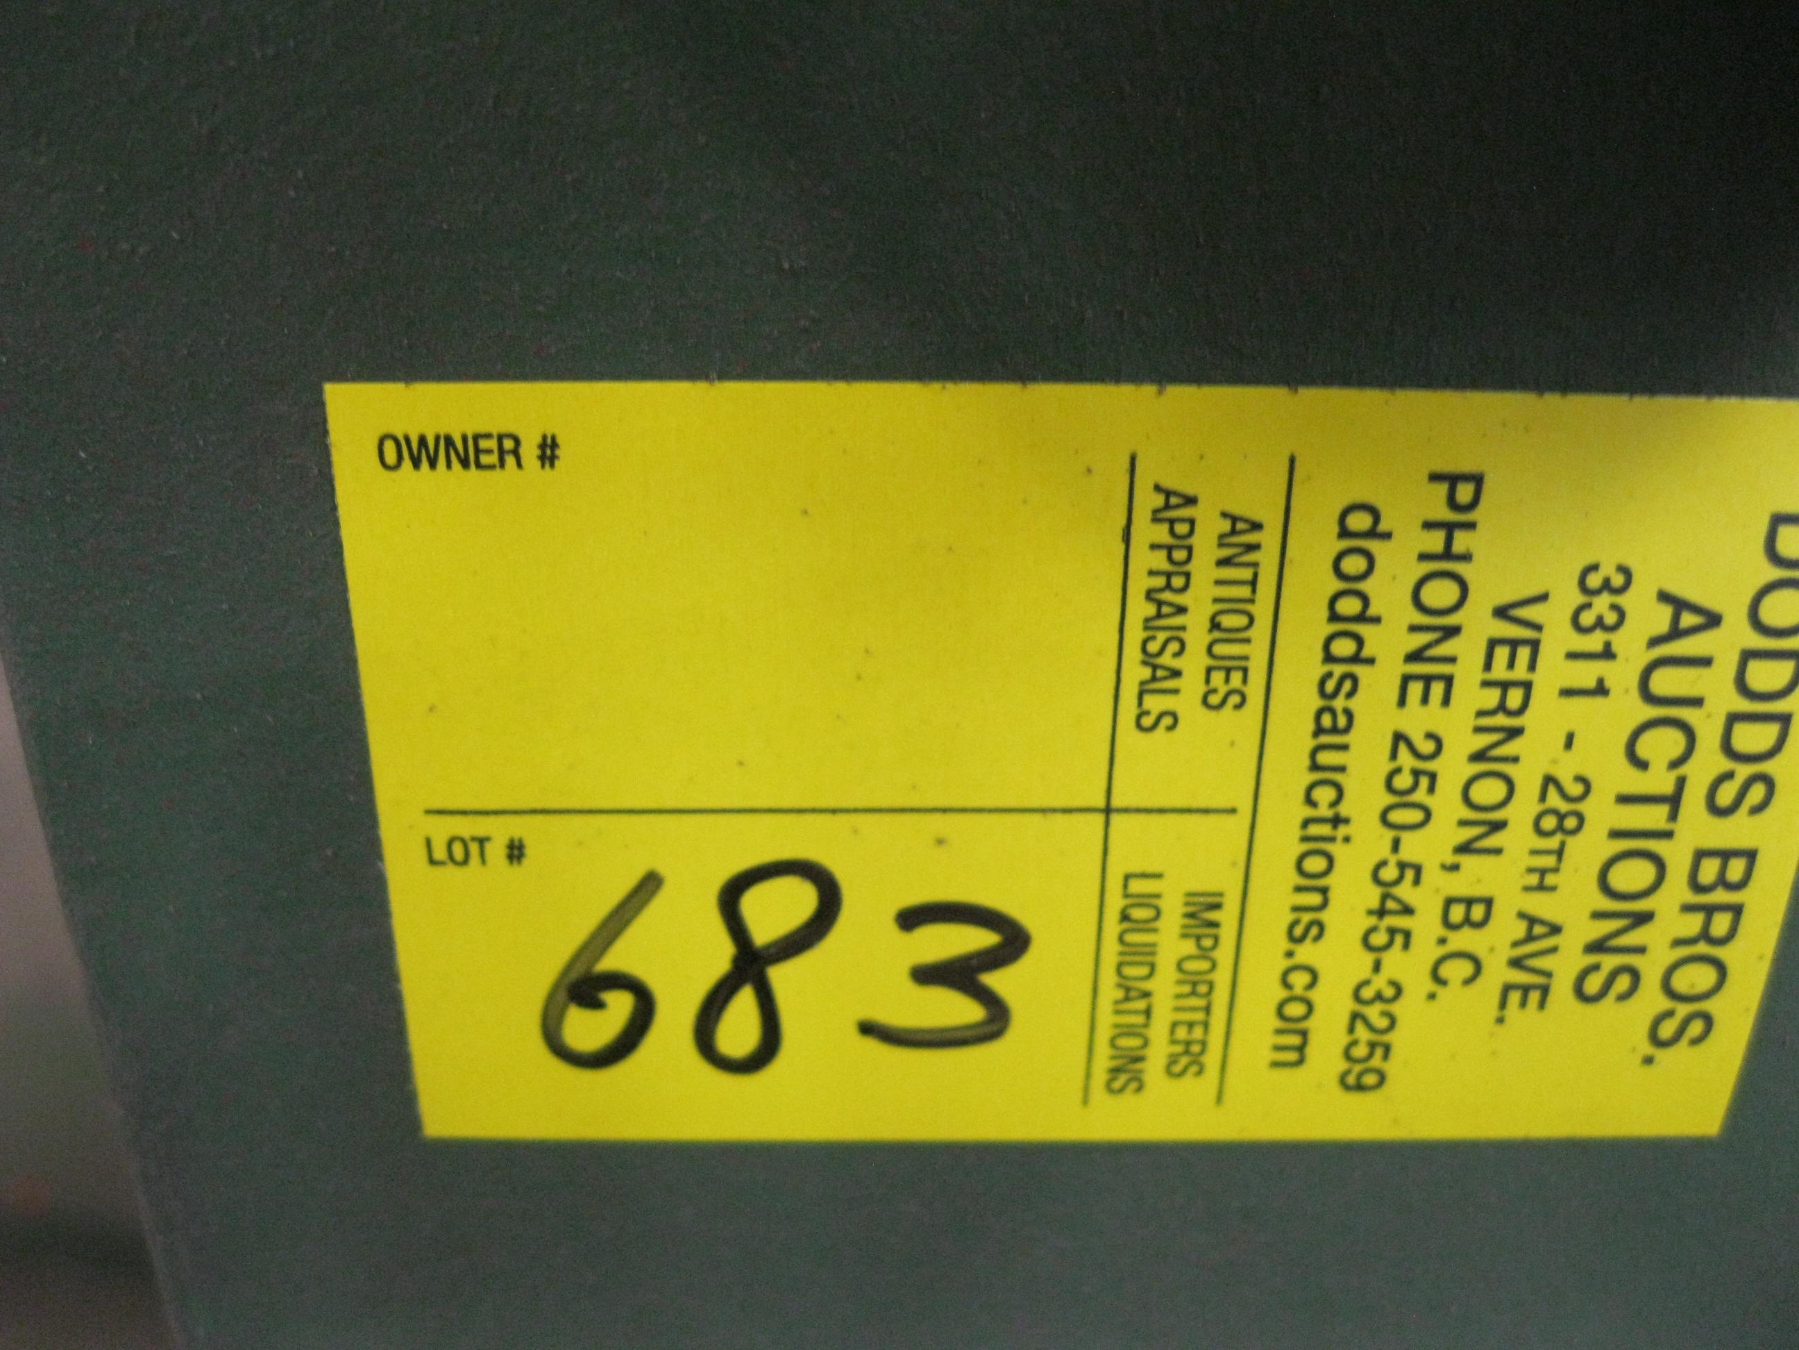 DODDS BROS.
AUCTIONS
3311 - 28TH AVE.
VERNON, B.C.
PHONE 250-545-3259
doddsauctions.com
ANTIQUES IMPORTERS
APPRAISALS LIQUIDATIONS
OWNER #
LOT #
683